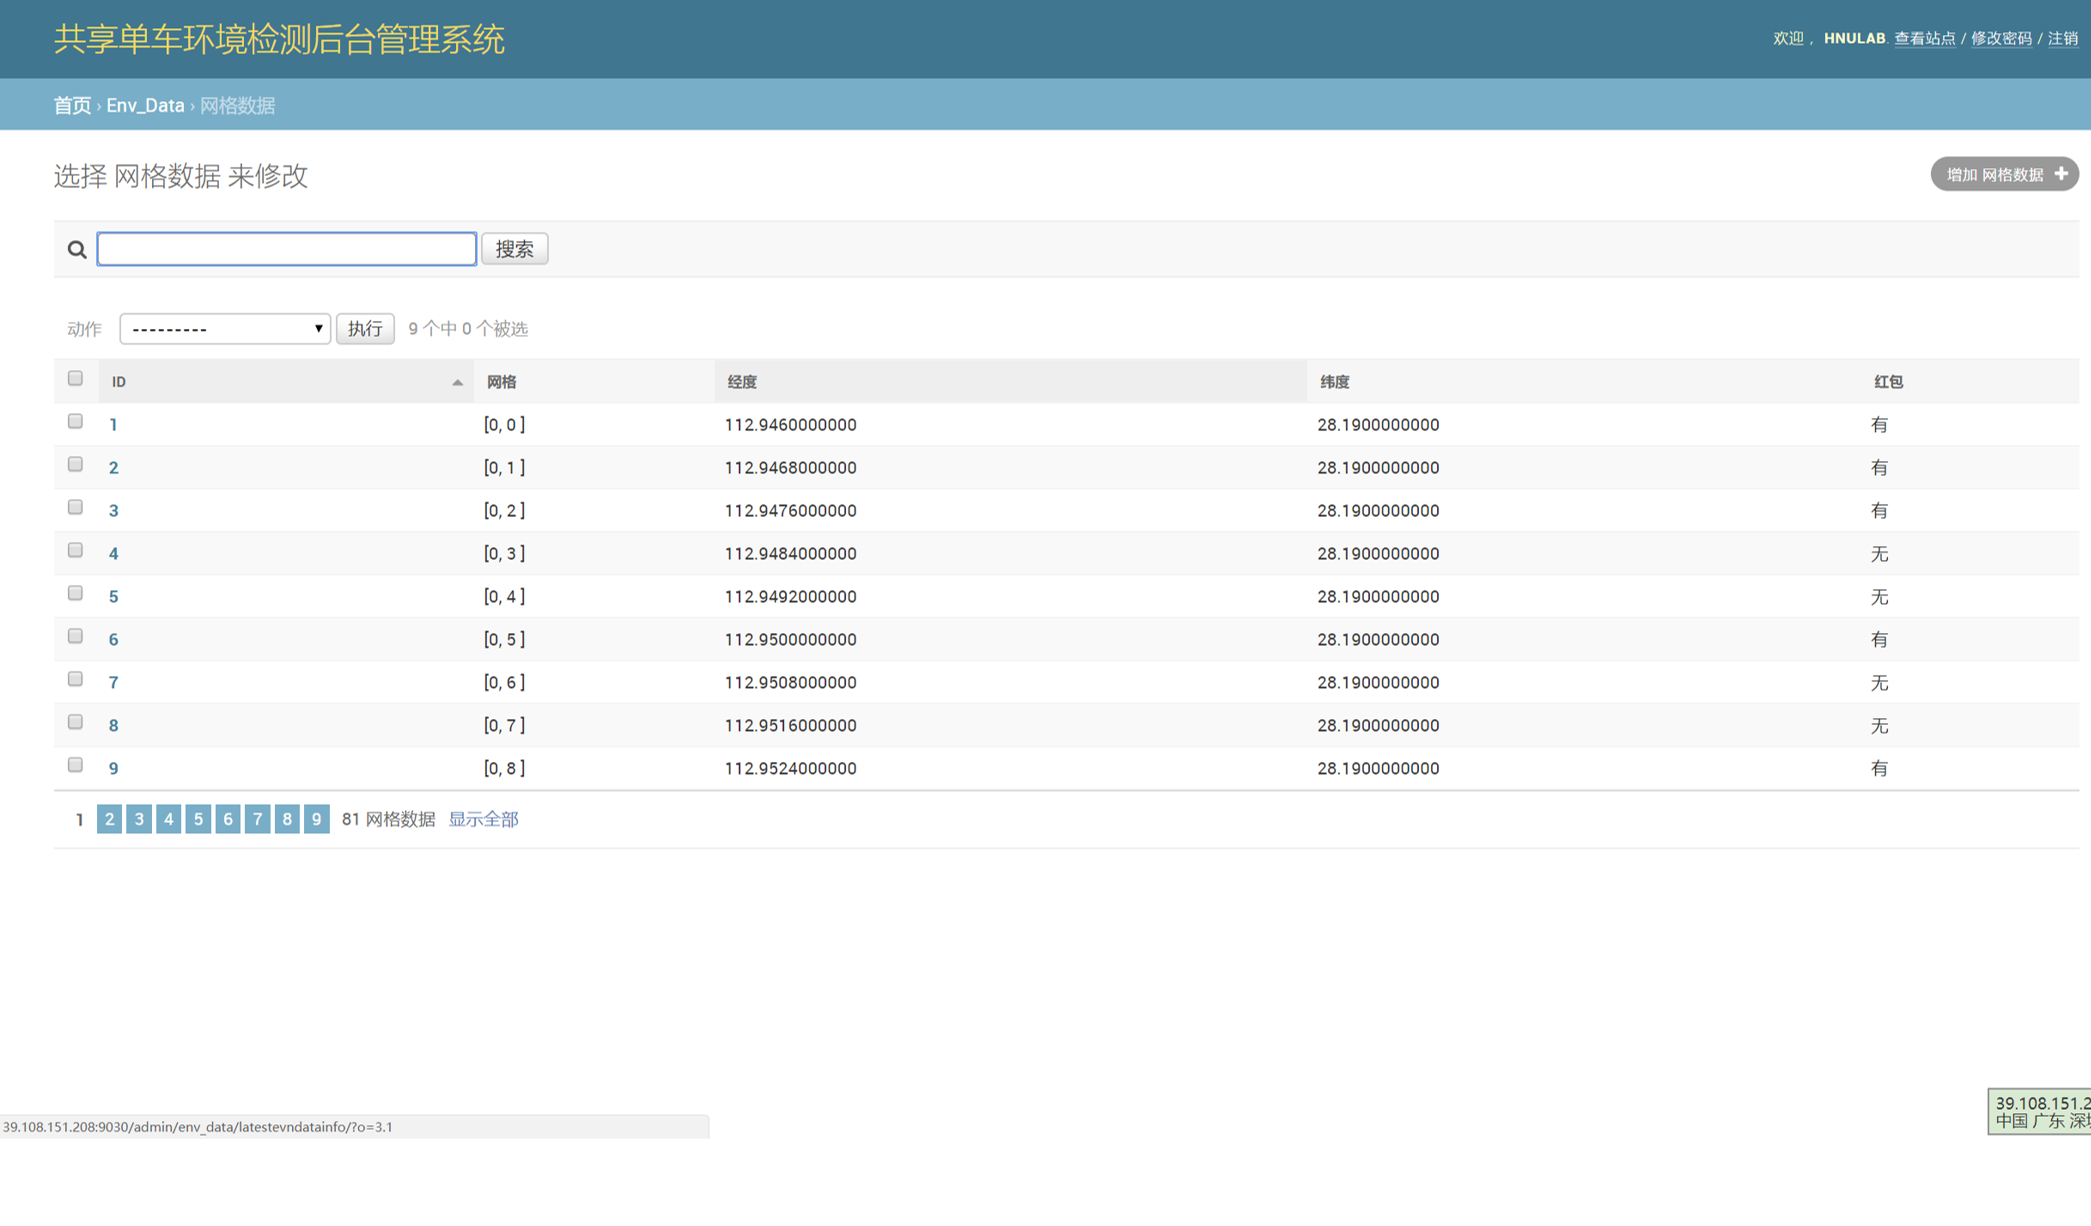 共享单车环境检测后台管理系统
欢迎， HNULAB. 查看站点 / 修改密码 / 注销
首页 › Env_Data › 网格数据
选择 网格数据 来修改
增加 网格数据 +
搜索
动作 --------- 执行 9 个中 0 个被选
ID 网格 经度 纬度 红包
1 [0, 0 ] 112.9460000000 28.1900000000 有
2 [0, 1 ] 112.9468000000 28.1900000000 有
3 [0, 2 ] 112.9476000000 28.1900000000 有
4 [0, 3 ] 112.9484000000 28.1900000000 无
5 [0, 4 ] 112.9492000000 28.1900000000 无
6 [0, 5 ] 112.9500000000 28.1900000000 有
7 [0, 6 ] 112.9508000000 28.1900000000 无
8 [0, 7 ] 112.9516000000 28.1900000000 无
9 [0, 8 ] 112.9524000000 28.1900000000 有
1 2 3 4 5 6 7 8 9 81 网格数据 显示全部
39.108.151.2
中国 广东
39.108.151.208:9030/admin/env_data/latestevndatainfo/?o=3.1